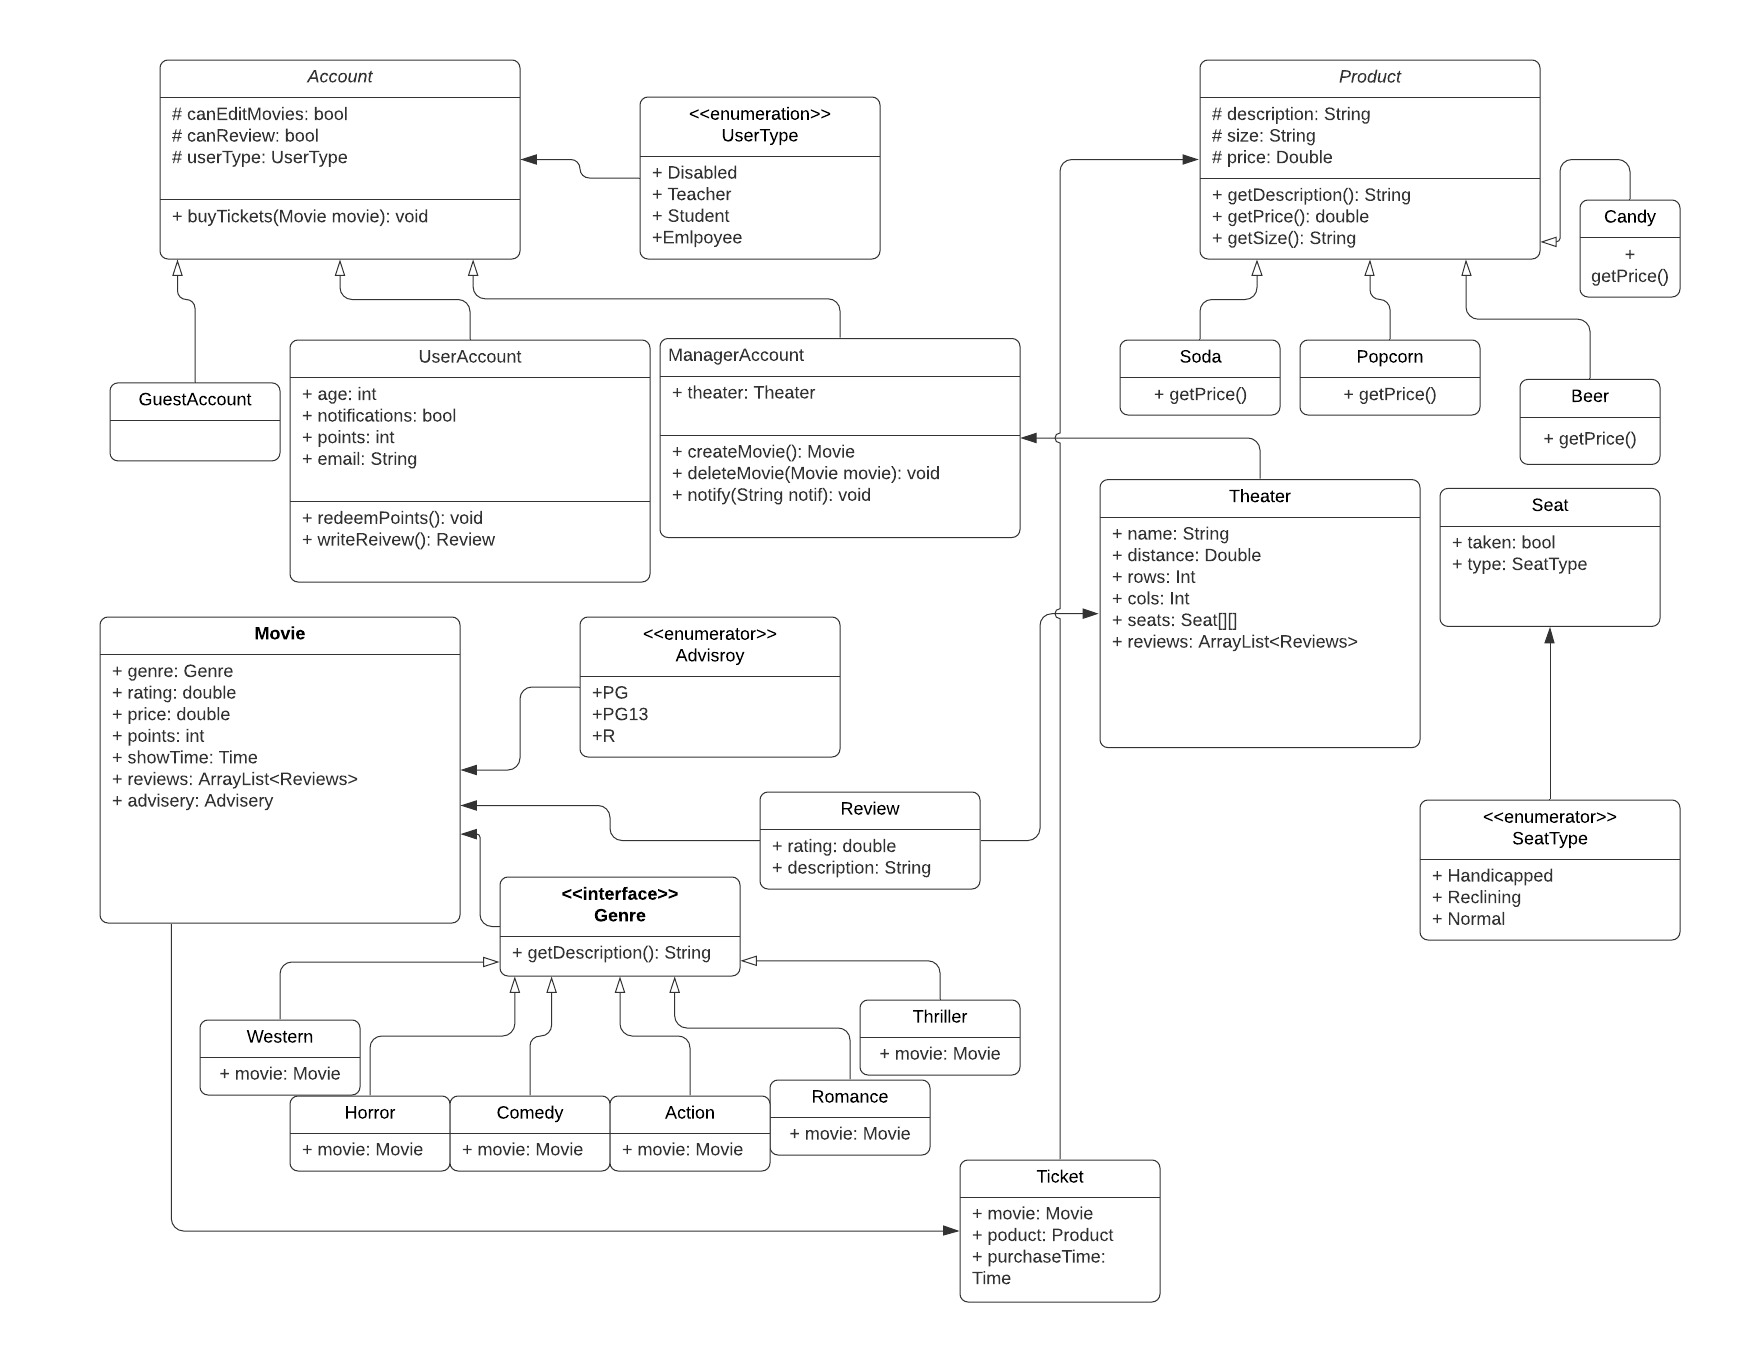 Account
# canEditMovies: bool
# canReview: bool
# userType: UserType
+ buyTickets(Movie movie): void
<<enumeration>>
UserType
+ Disabled
+ Teacher
+ Student
+Emlpoyee
Product
# description: String
# size: String
# price: Double
+ getDescription(): String
+ getPrice(): double
+ getSize(): String
Candy
+
getPrice()
GuestAccount
UserAccount
+ age: int
+ notifications: bool
+ points: int
+ email: String
+ redeemPoints(): void
+ writeReivew(): Review
ManagerAccount
+ theater: Theater
+ createMovie(): Movie
+ deleteMovie(Movie movie): void
+ notify(String notif): void
Soda
+ getPrice()
Popcorn
+ getPrice()
Beer
+ getPrice()
Theater
+ name: String
+ distance: Double
+ rows: Int
+ cols: Int
+ seats: Seat[][]
+ reviews: ArrayList<Reviews>
Seat
+ taken: bool
+ type: SeatType
Movie
+ genre: Genre
+ rating: double
+ price: double
+ points: int
+ showTime: Time
+ reviews: ArrayList<Reviews>
+ advisery: Advisery
<<enumerator>>
Advisroy
+PG
+PG13
+R
Review
+ rating: double
+ description: String
<<enumerator>>
SeatType
+ Handicapped
+ Reclining
+ Normal
<<interface>>
Genre
+ getDescription(): String
Western
+ movie: Movie
Horror
+ movie: Movie
Comedy
+ movie: Movie
Action
+ movie: Movie
Romance
+ movie: Movie
Thriller
+ movie: Movie
Ticket
+ movie: Movie
+ poduct: Product
+ purchaseTime:
Time